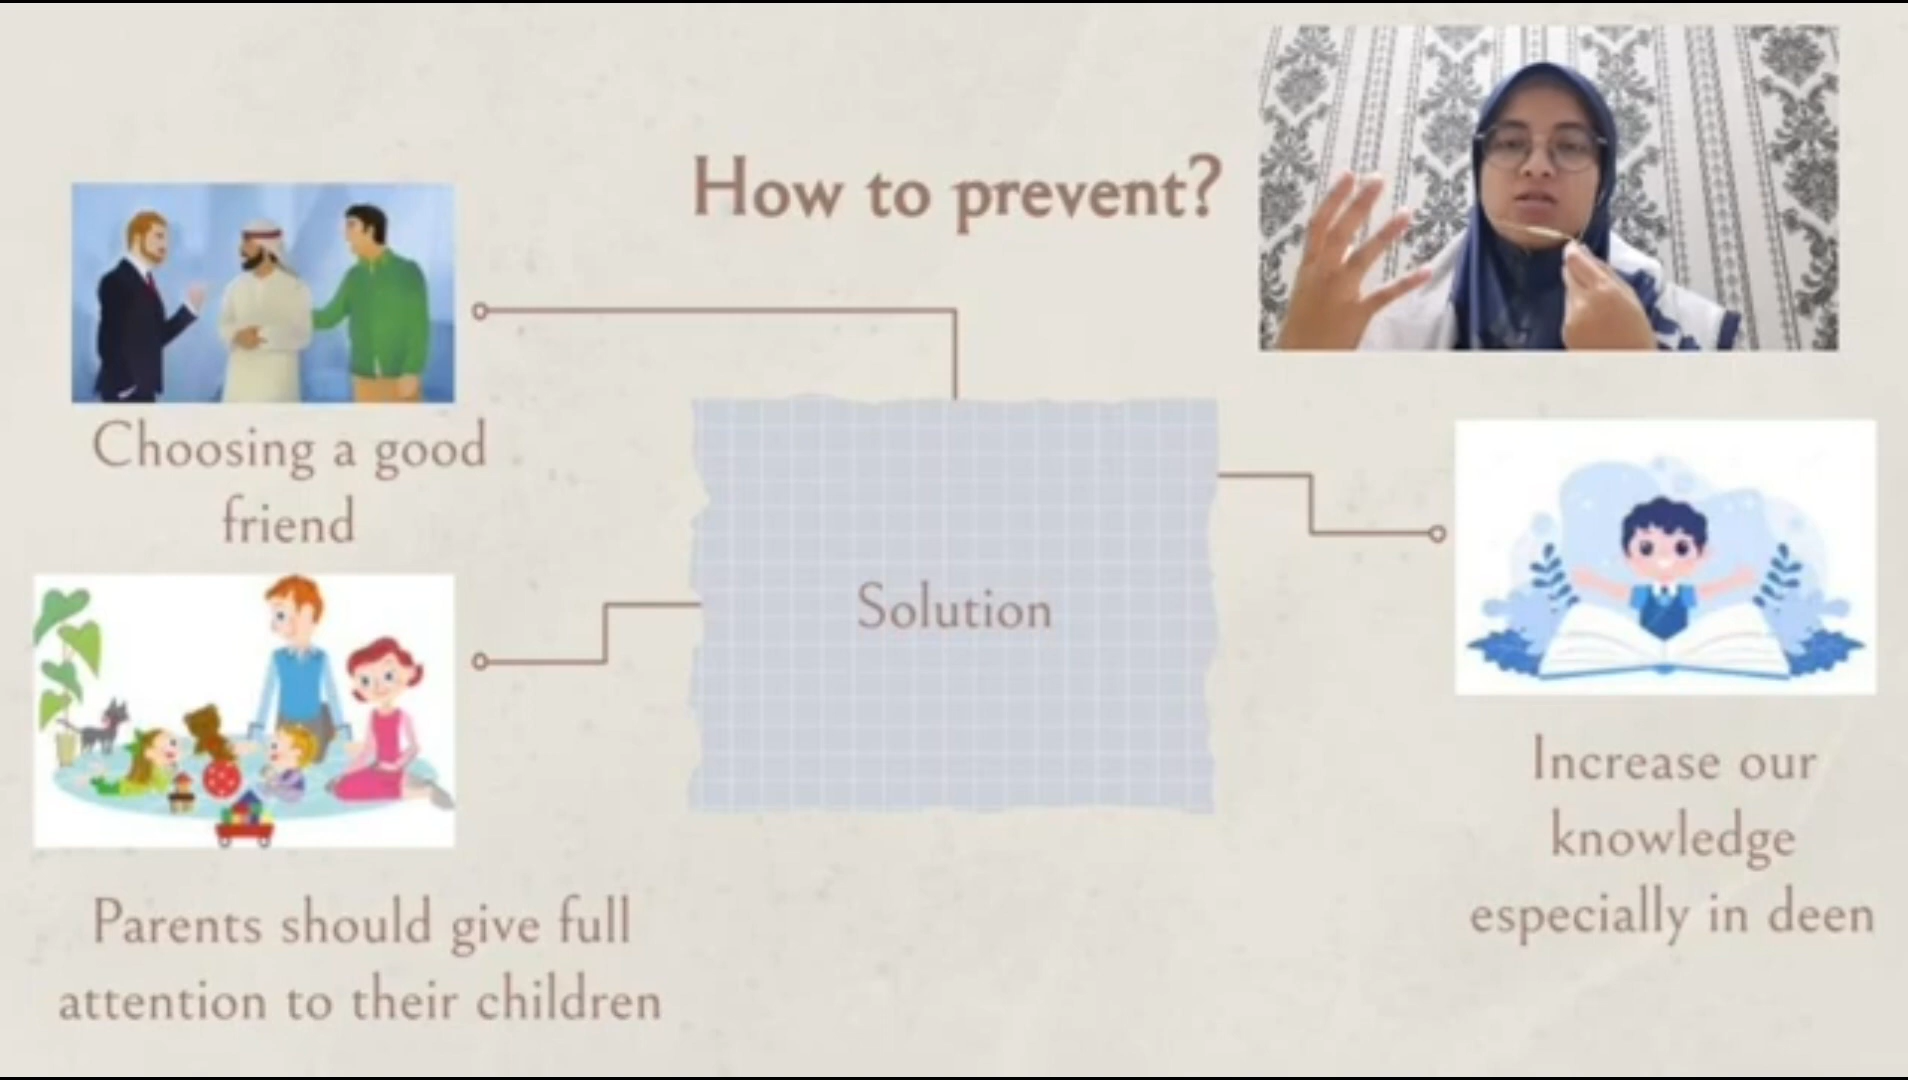 How to prevent?
Choosing a good
friend
Solution
Parents should give full
attention to their children
Increase our
knowledge
especially in deen